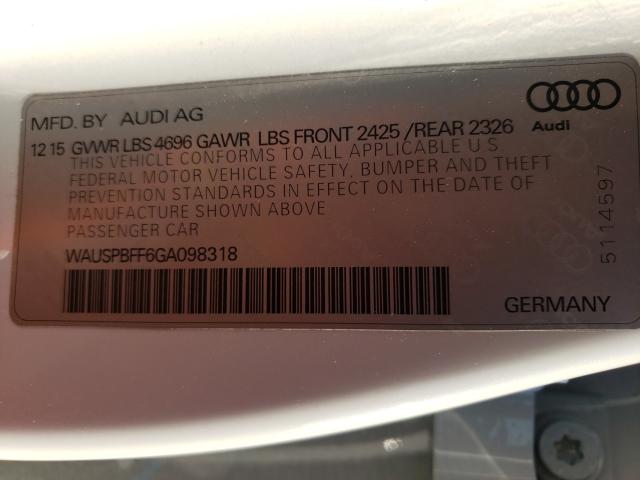 MFD. BY AUDI AG
12 15 GVWR LBS 4696 GAWR LBS FRONT 2425 / REAR 2326
THIS VEHICLE CONFORMS TO ALL APPLICABLE U S
FEDERAL MOTOR VEHICLE SAFETY, BUMPER AND THEFT
PREVENTION STANDARDS IN EFFECT ON THE DATE OF
MANUFACTURE SHOWN ABOVE
PASSENGER CAR
WAUSPBFF6GA098318
Audi
5114597
GERMANY